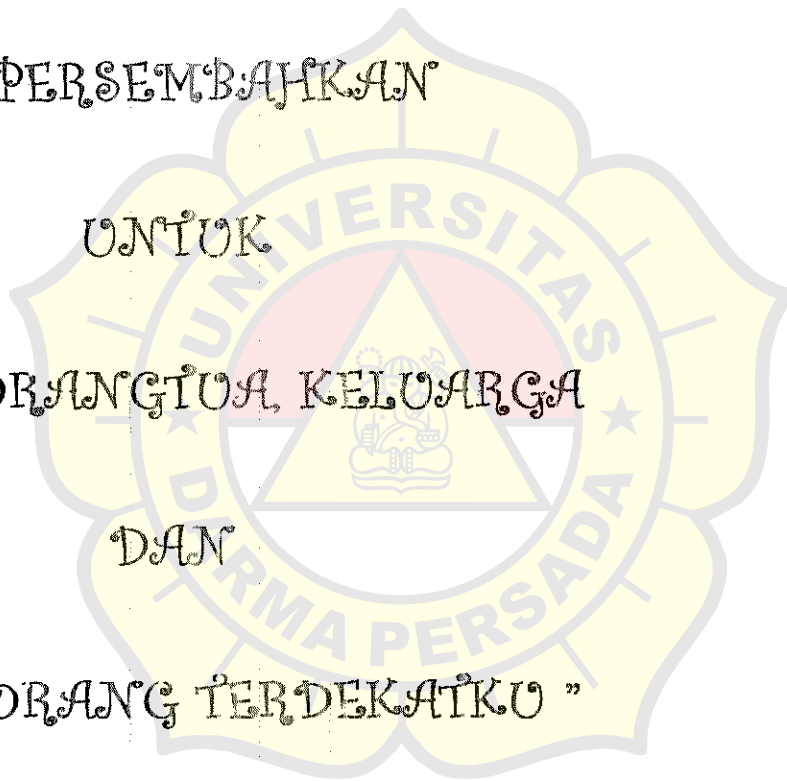 PERSEMBAHKAN
UNTUK
ORANGTUA, KELUARGA
DAN
ORANG TERDEKATKU ”
UNIVERSITAS
DARMA PERSADA